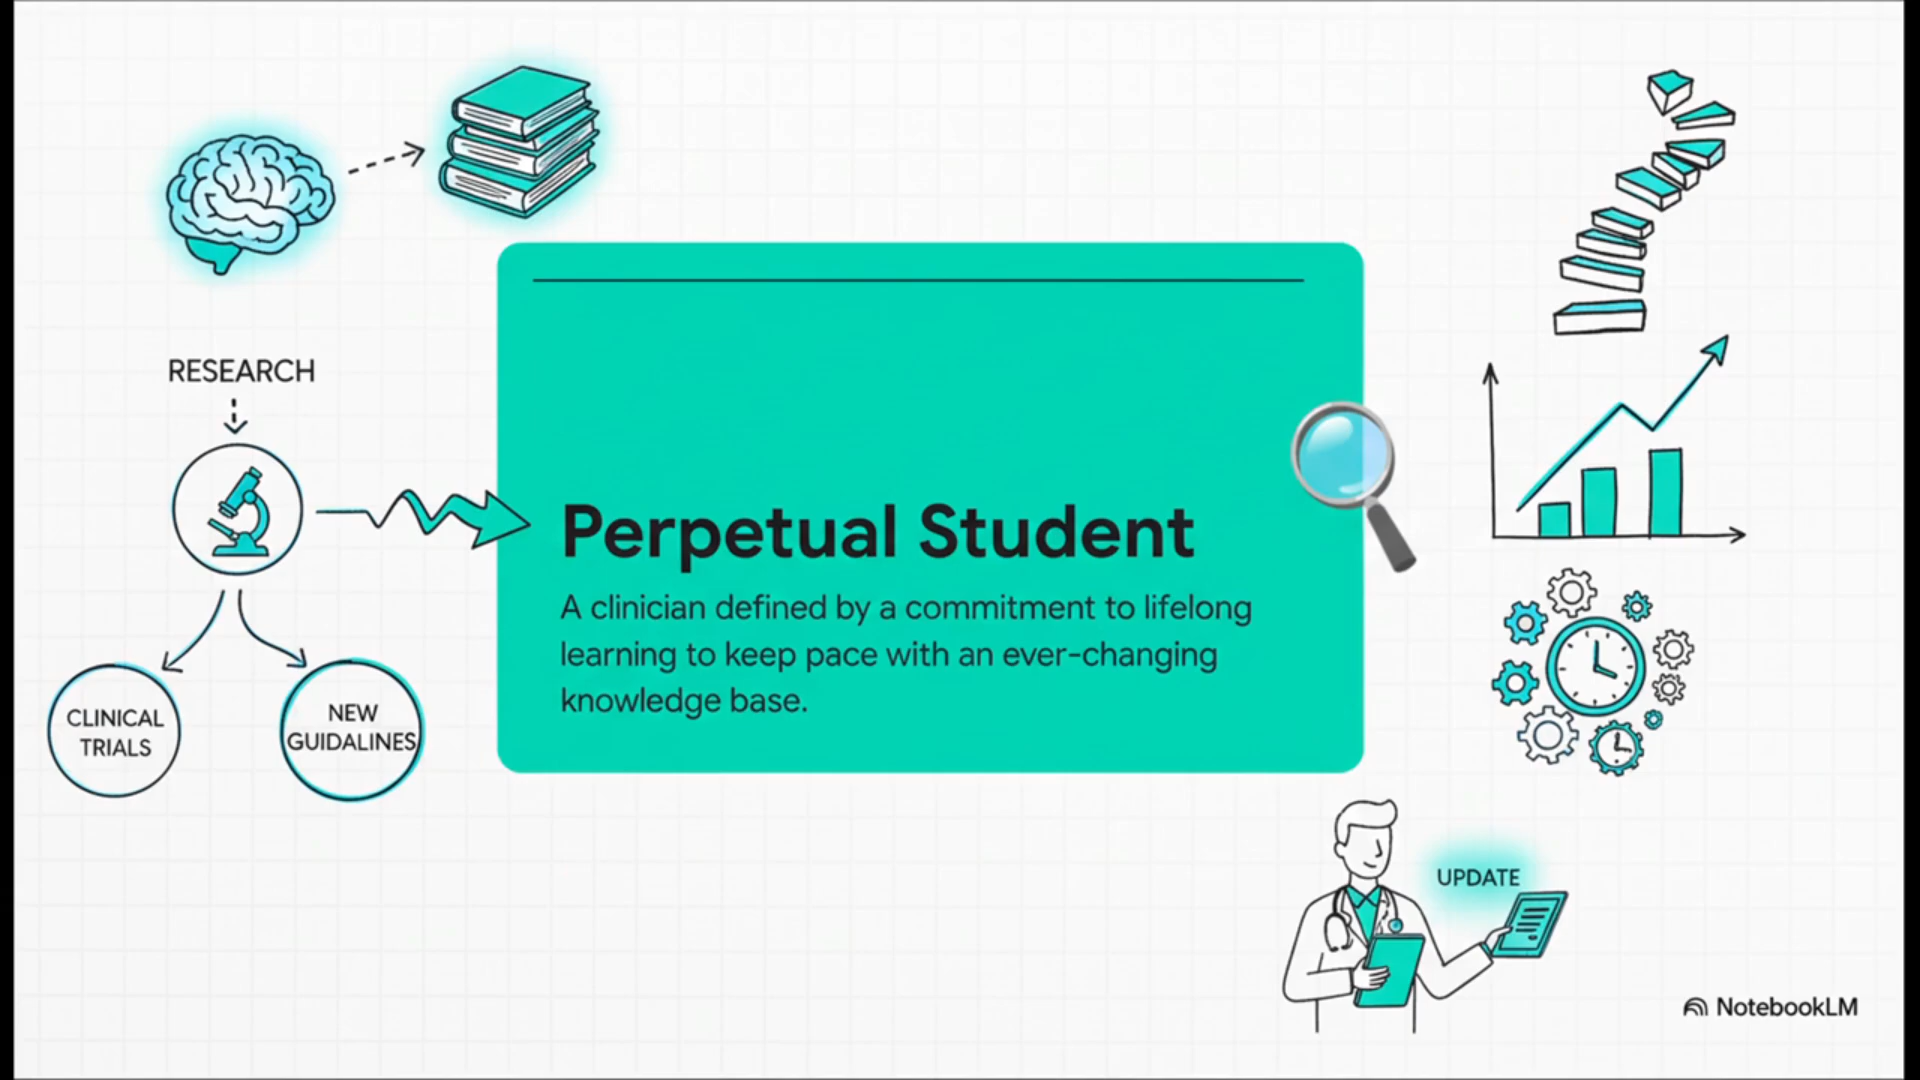 RESEARCH
CLINICAL
TRIALS
NEW
GUIDALINES
Perpetual Student
A clinician defined by a commitment to lifelong
learning to keep pace with an ever-changing
knowledge base.
UPDATE
NotebookLM